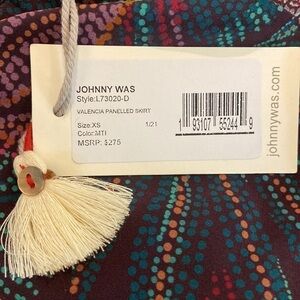 JOHNNY WAS
Style:L73020-D
VALENCIA PANELLED SKIRT
Size:XS 1/21
Color:MTI
MSRP: $275
1 93107 55244 9
johnnywas.com